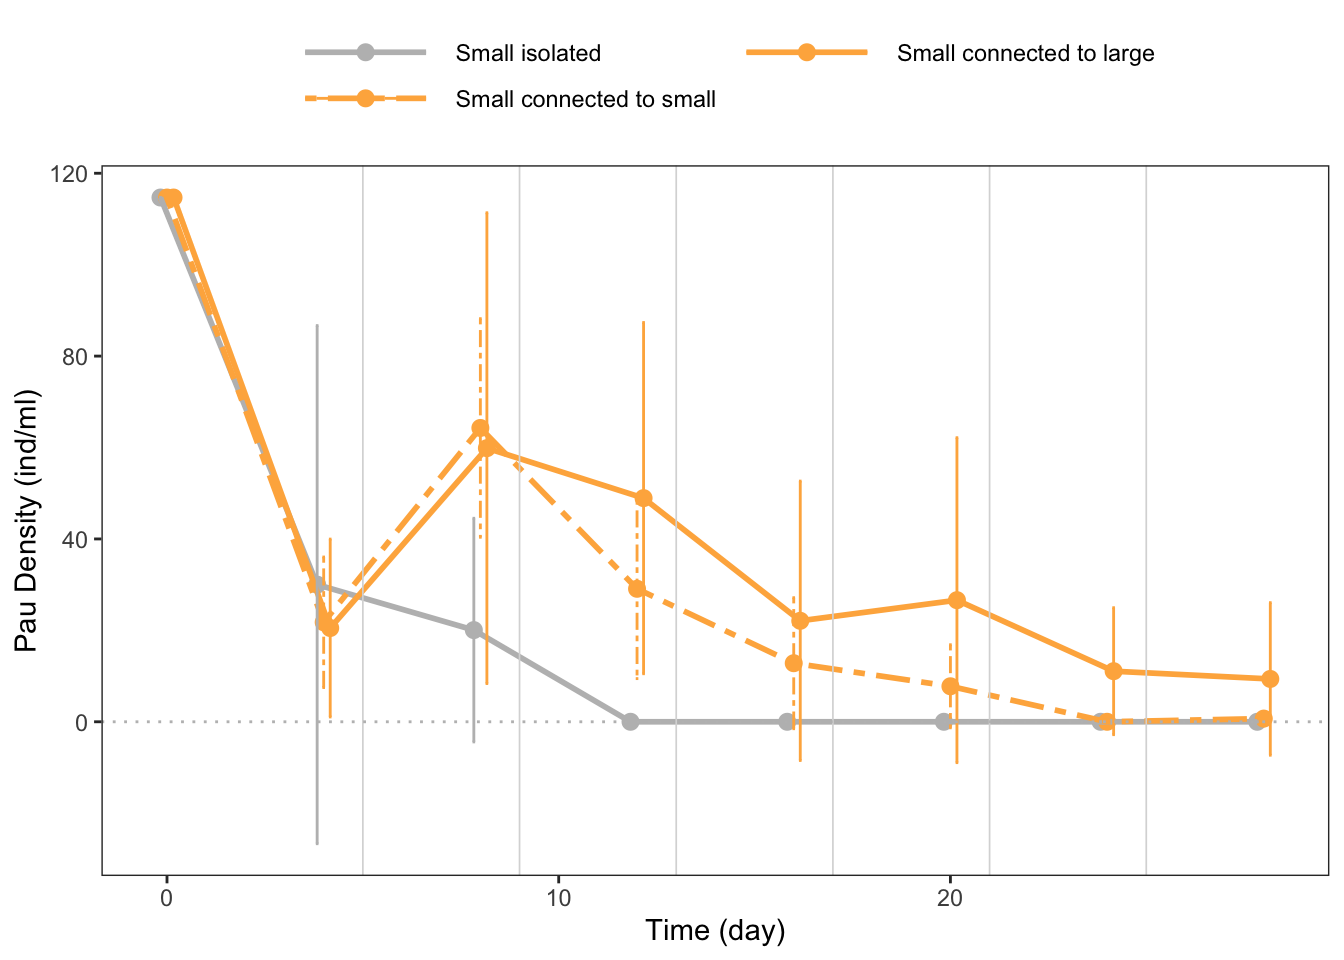 Small isolated
Small connected to large
Small connected to small
120
80
40
0
Pau Density (ind/ml)
0
10
20
Time (day)